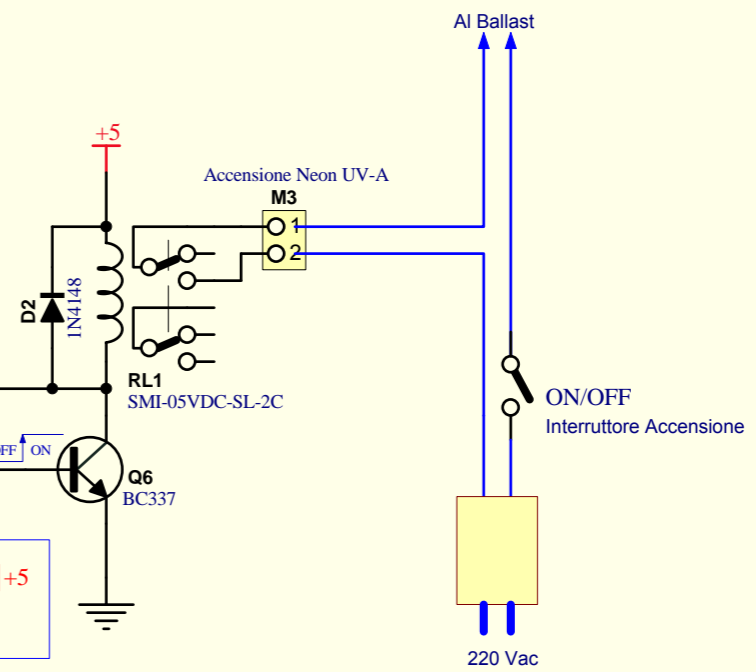 Al Ballast
+5
Accensione Neon UV-A
M3
1
2
D2
1N4148
RL1
SMI-05VDC-SL-2C
ON/OFF
Interruttore Accensione
ON
Q6
BC337
+5
220 Vac